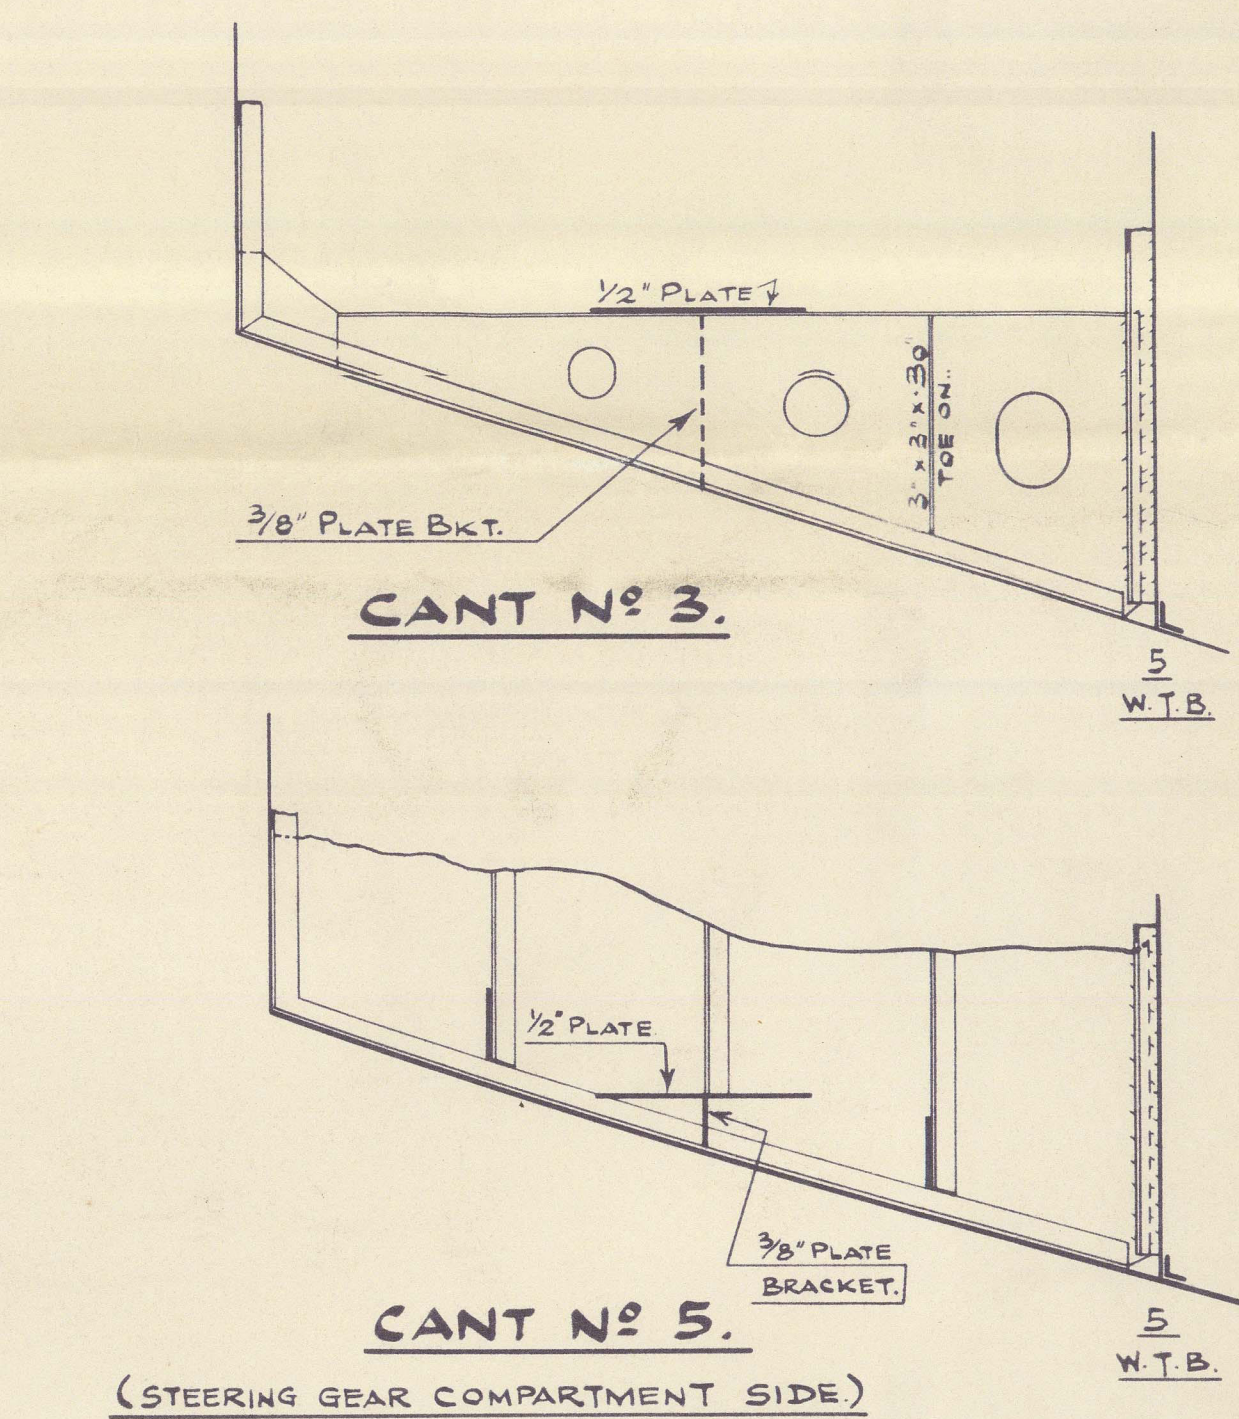 1/2" PLATE
3" x 3" x .30"
TOE ON..
3/8" PLATE BKT.
CANT Nº 3.
5
W.T.B.
1/2" PLATE
3/8" PLATE
BRACKET.
CANT Nº 5.
5
W.T.B.
(STEERING GEAR COMPARTMENT SIDE.)